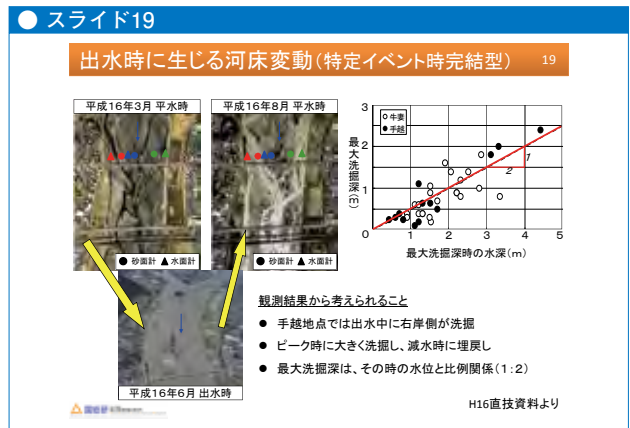 ● スライド19
出水時に生じる河床変動(特定イベント時完結型) 19
平成16年3月 平水時
平成16年8月 平水時
●砂面計 ▲水面計
●砂面計 ▲水面計
平成16年6月 出水時
最大洗掘深(m)
3
2
1
0
1
2
3
4
5
○牛妻
●手越
1
2
最大洗掘深時の水深(m)
観測結果から考えられること
● 手越地点では出水中に右岸側が洗掘
● ピーク時に大きく洗掘し、減水時に埋戻し
● 最大洗掘深は、その時の水位と比例関係(1:2)
国総研
H16直技資料より